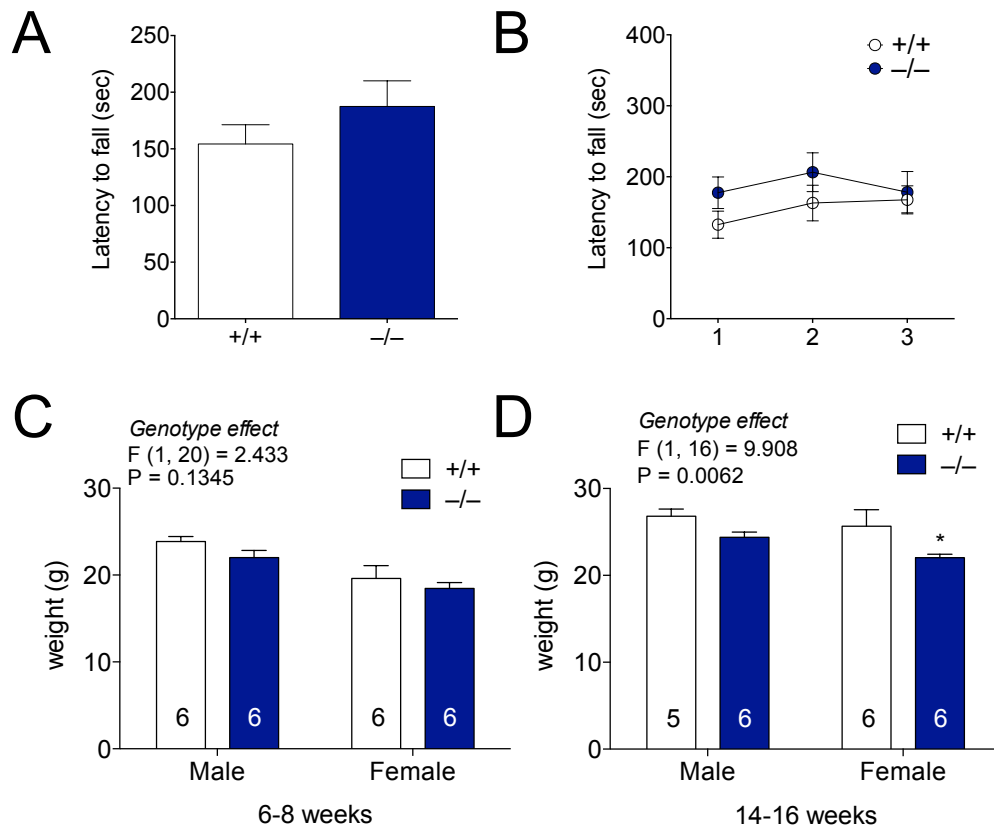 A
Latency to fall (sec)
250
200
150
100
50
0
+/+
–/–
B
Latency to fall (sec)
400
300
200
100
0
1 2 3
+/+
–/–
C
Genotype effect
F (1, 20) = 2.433
P = 0.1345
+/+
–/–
weight (g)
30
20
10
0
6 6 6 6
Male Female
6-8 weeks
D
Genotype effect
F (1, 16) = 9.908
P = 0.0062
+/+
–/–
weight (g)
30
20
10
0
*
5 6 6 6
Male Female
14-16 weeks